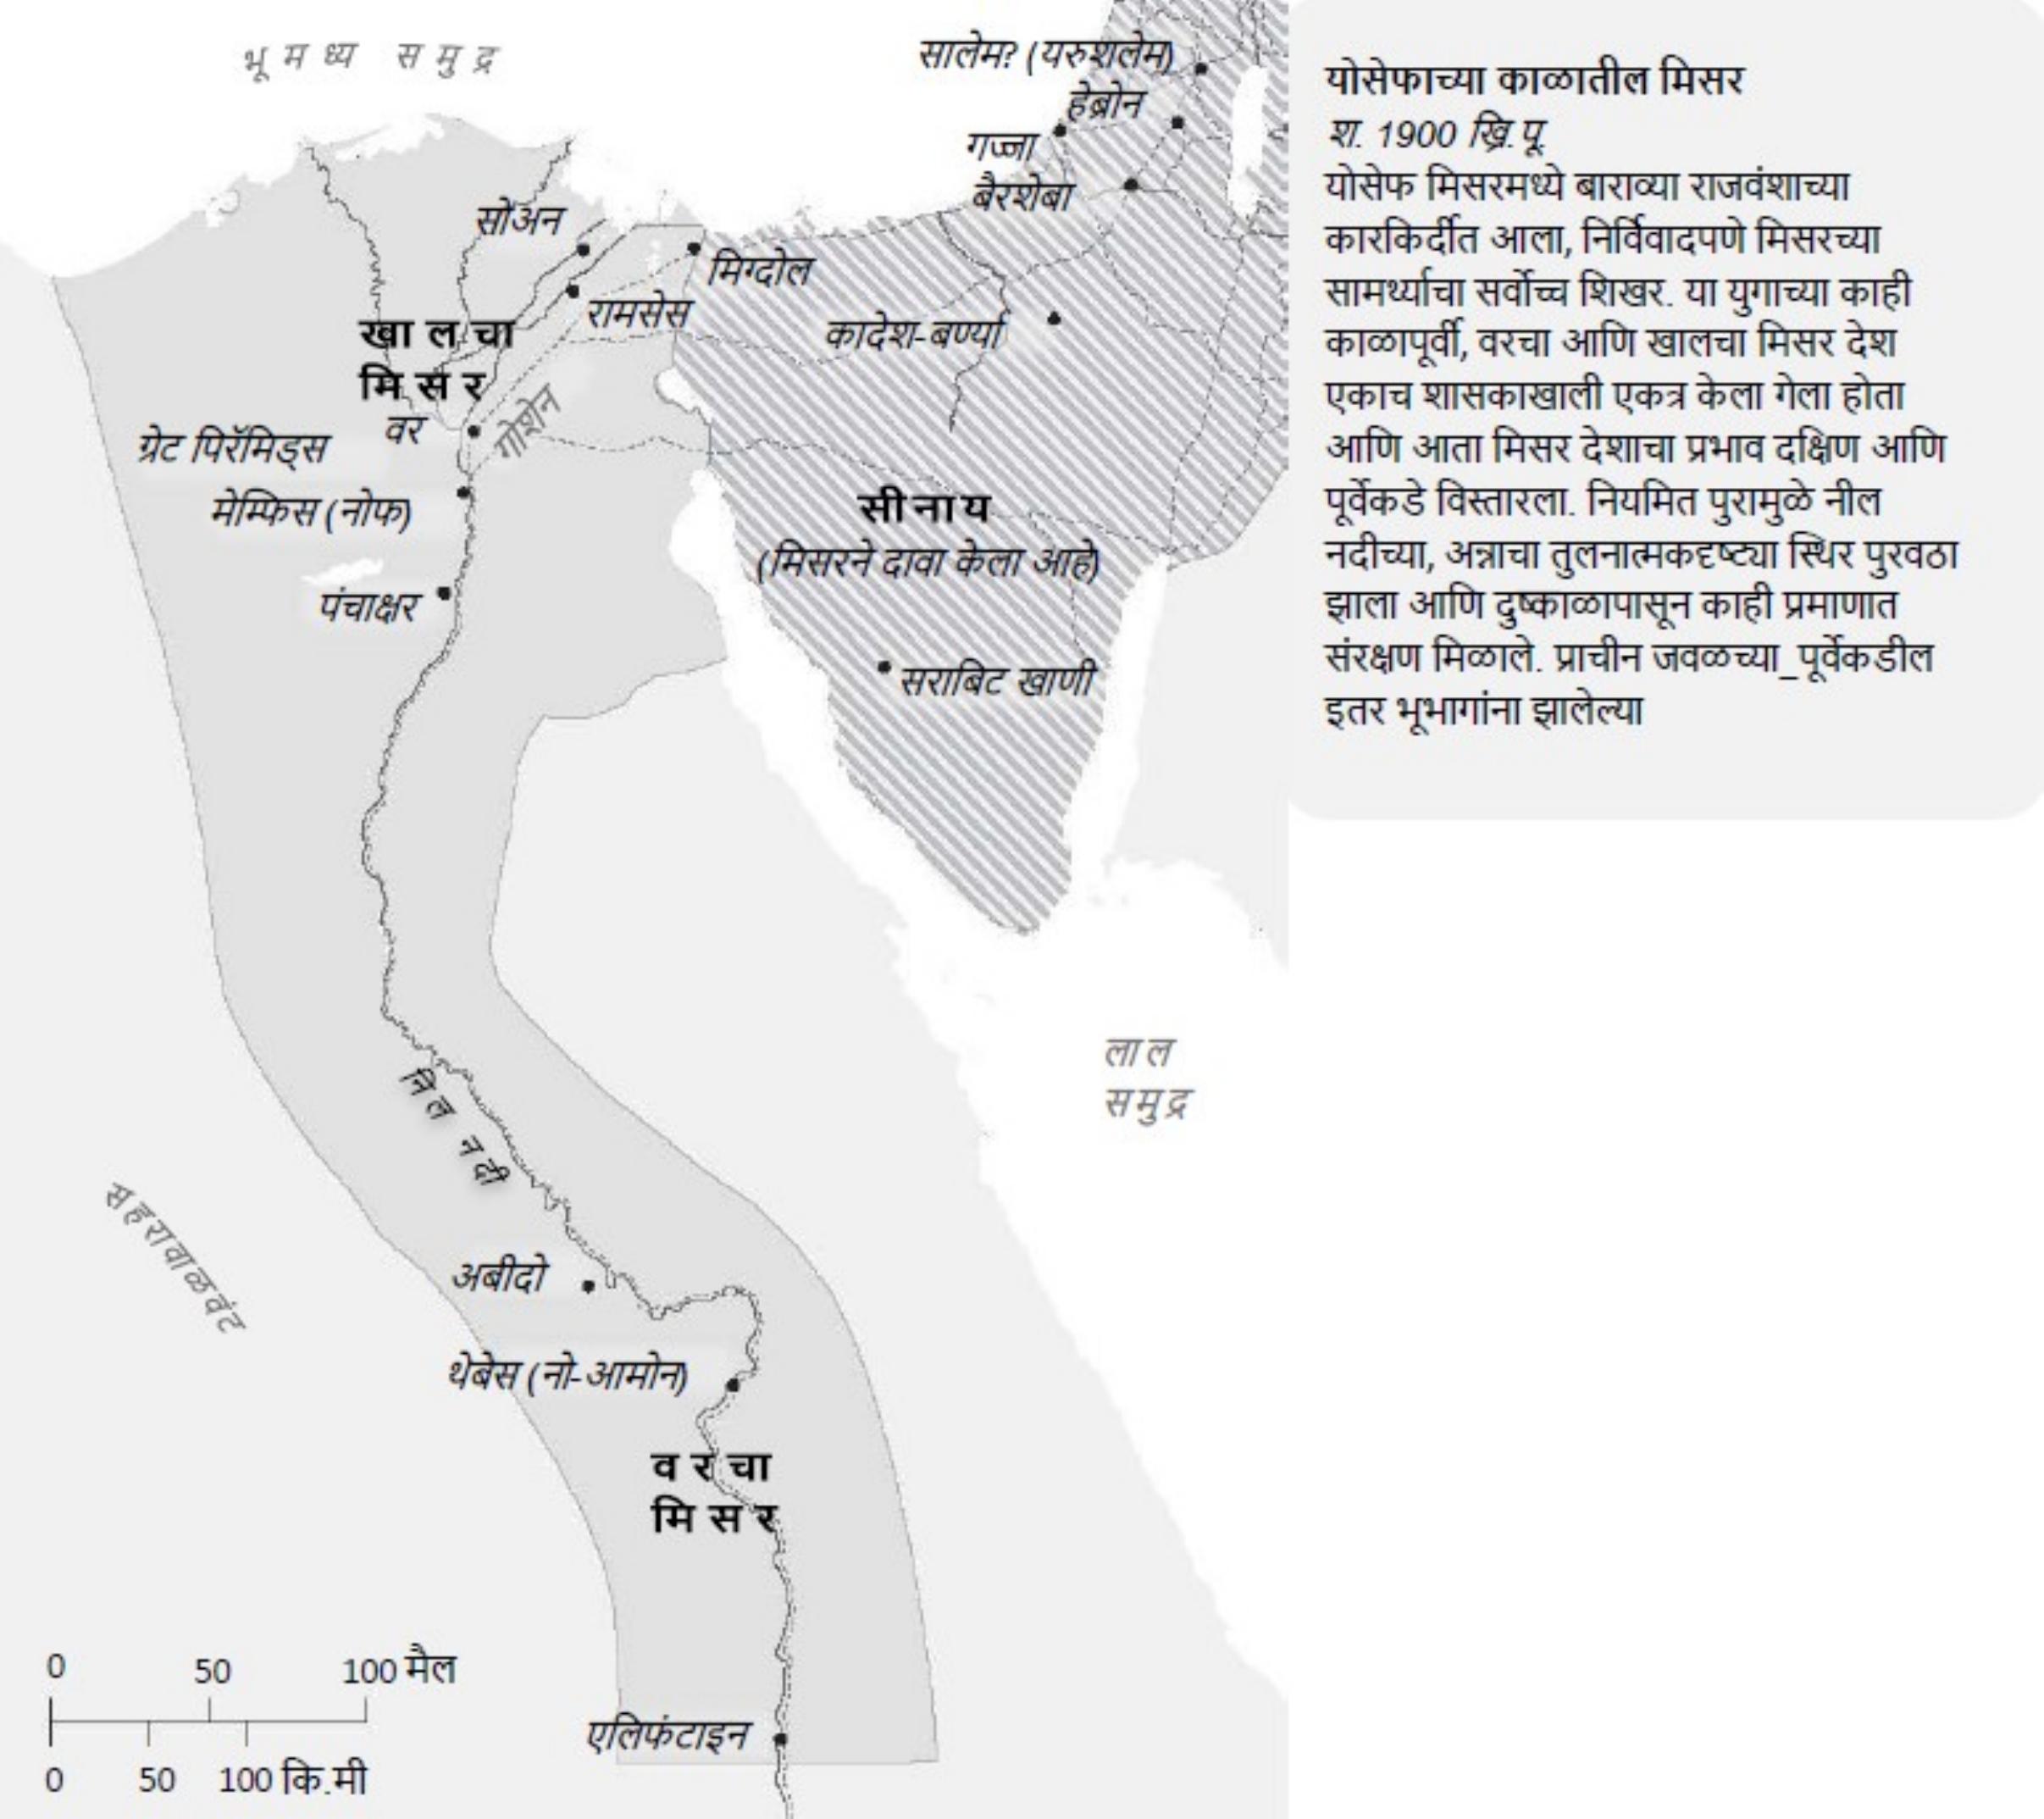 भूमध्य समुद्र
सालेम? (यरुशलेम)
हेब्रोन
गज्जा
बैरशेबा
सोअन
मिग्दोल
रामसेस
कादेश-बर्ण्या
खालचा
मिसर
वर
गोशेन
ग्रेट पिरॅमिड्स
मेम्फिस (नोफ)
सीनाय
(मिसरने दावा केला आहे)
पंचाक्षर
सराबिट खाणी
लाल
समुद्र
निल नदी
सहरावाळवंट
अबीदो
थेबेस (नो-आमोन)
वरचा
मिसर
एलिफंटाइन
0 50 100 मैल
0 50 100 कि.मी
योसेफाच्या काळातील मिसर
श. 1900 ख्रि.पू.
योसेफ मिसरमध्ये बाराव्या राजवंशाच्या
कारकिर्दीत आला, निर्विवादपणे मिसरच्या
सामर्थ्याचा सर्वोच्च शिखर. या युगाच्या काही
काळापूर्वी, वरचा आणि खालचा मिसर देश
एकाच शासकाखाली एकत्र केला गेला होता
आणि आता मिसर देशाचा प्रभाव दक्षिण आणि
पूर्वेकडे विस्तारला. नियमित पुरामुळे नील
नदीच्या, अन्नाचा तुलनात्मकदृष्ट्या स्थिर पुरवठा
झाला आणि दुष्काळापासून काही प्रमाणात
संरक्षण मिळाले. प्राचीन जवळच्या_पूर्वेकडील
इतर भूभागांना झालेल्या